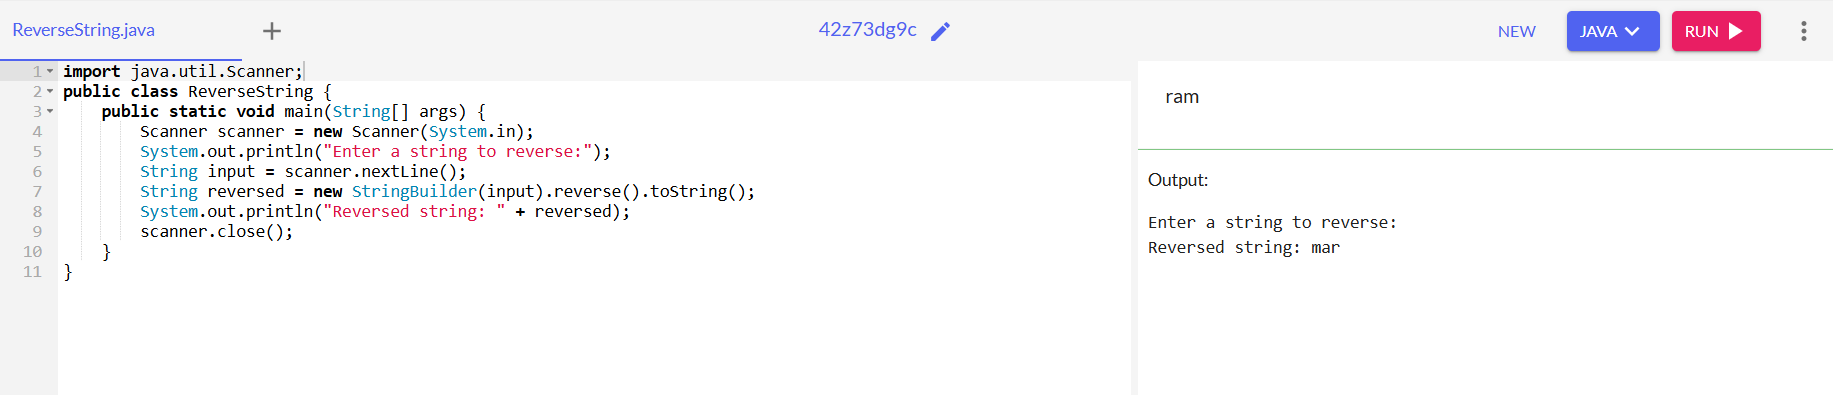 ReverseString.java + 42z73dg9c NEW JAVA RUN
1 import java.util.Scanner;
2 public class ReverseString {
3     public static void main(String[] args) {
4         Scanner scanner = new Scanner(System.in);
5         System.out.println("Enter a string to reverse:");
6         String input = scanner.nextLine();
7         String reversed = new StringBuilder(input).reverse().toString();
8         System.out.println("Reversed string: " + reversed);
9         scanner.close();
10     }
11 }
ram
Output:
Enter a string to reverse:
Reversed string: mar